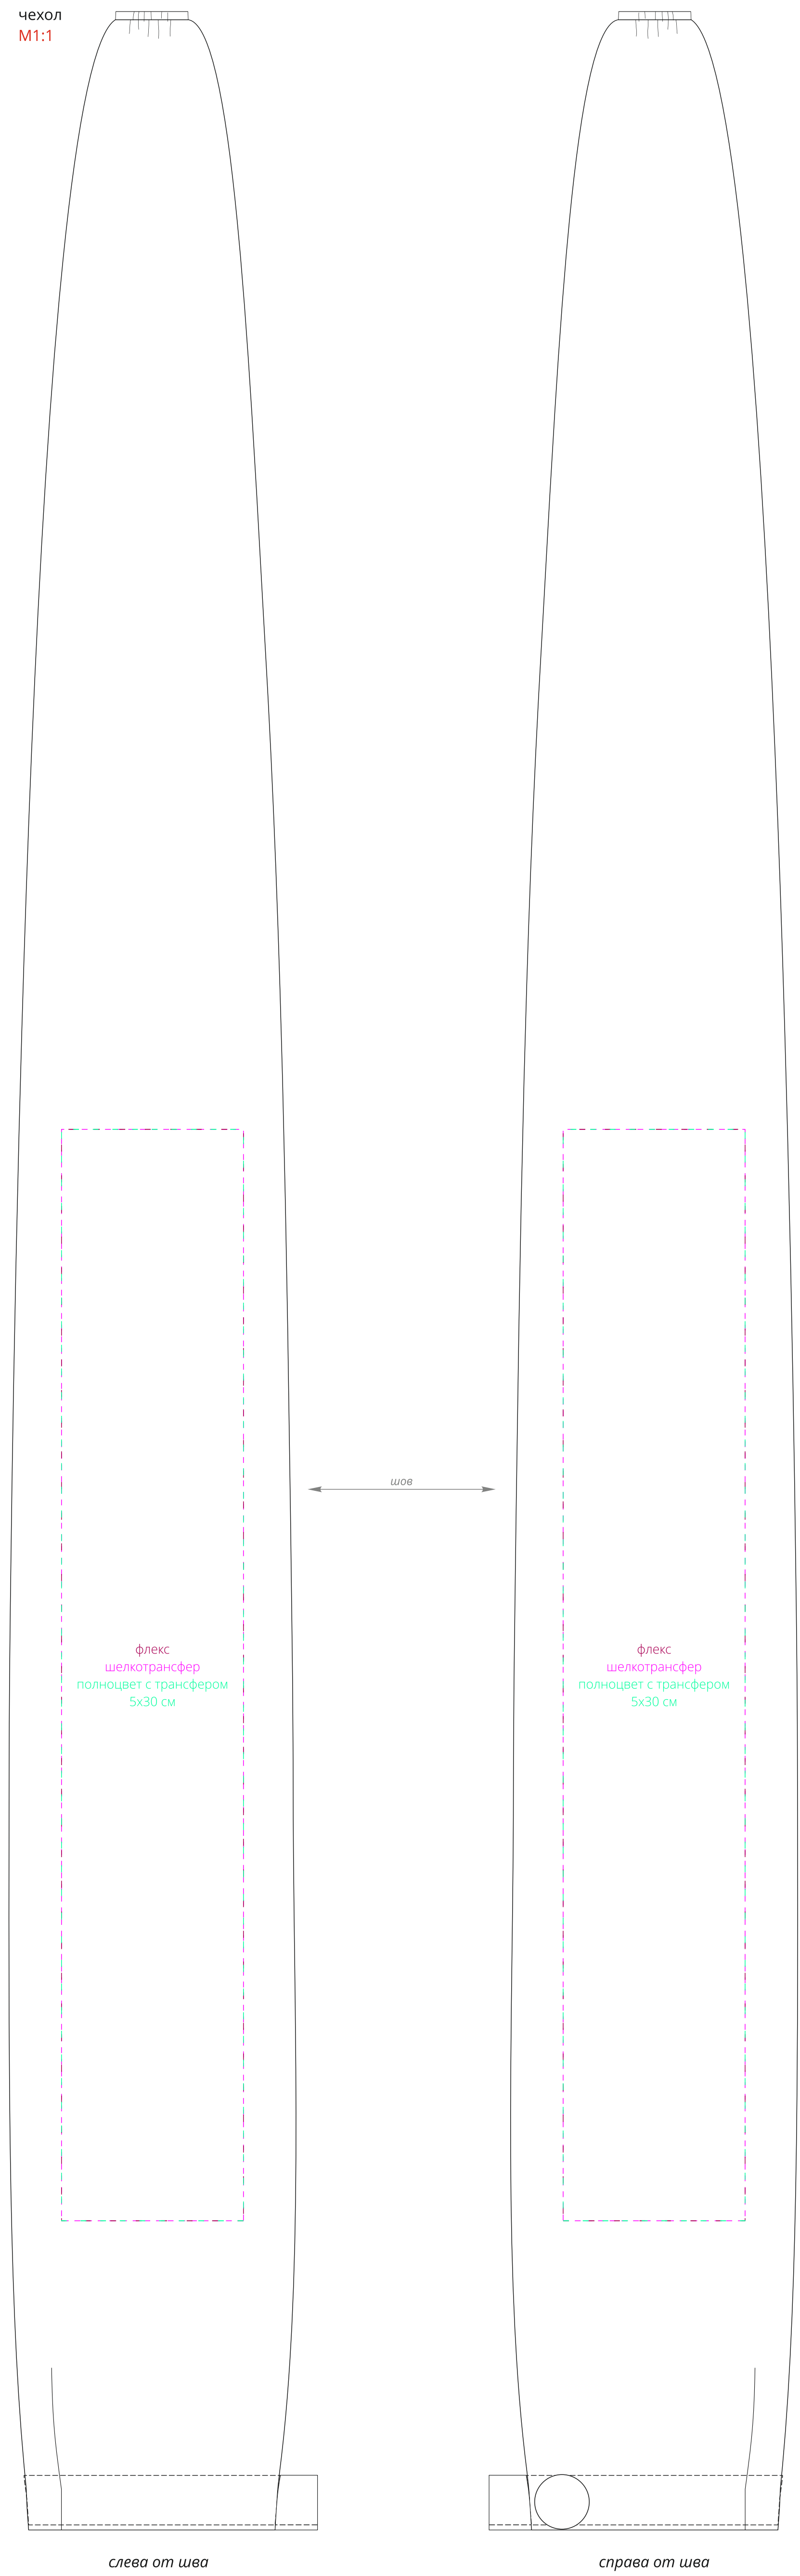 чехол
М1:1
шов
флекс
шелкотрансфер
полноцвет с трансфером
5х30 см
флекс
шелкотрансфер
полноцвет с трансфером
5х30 см
слева от шва
справа от шва